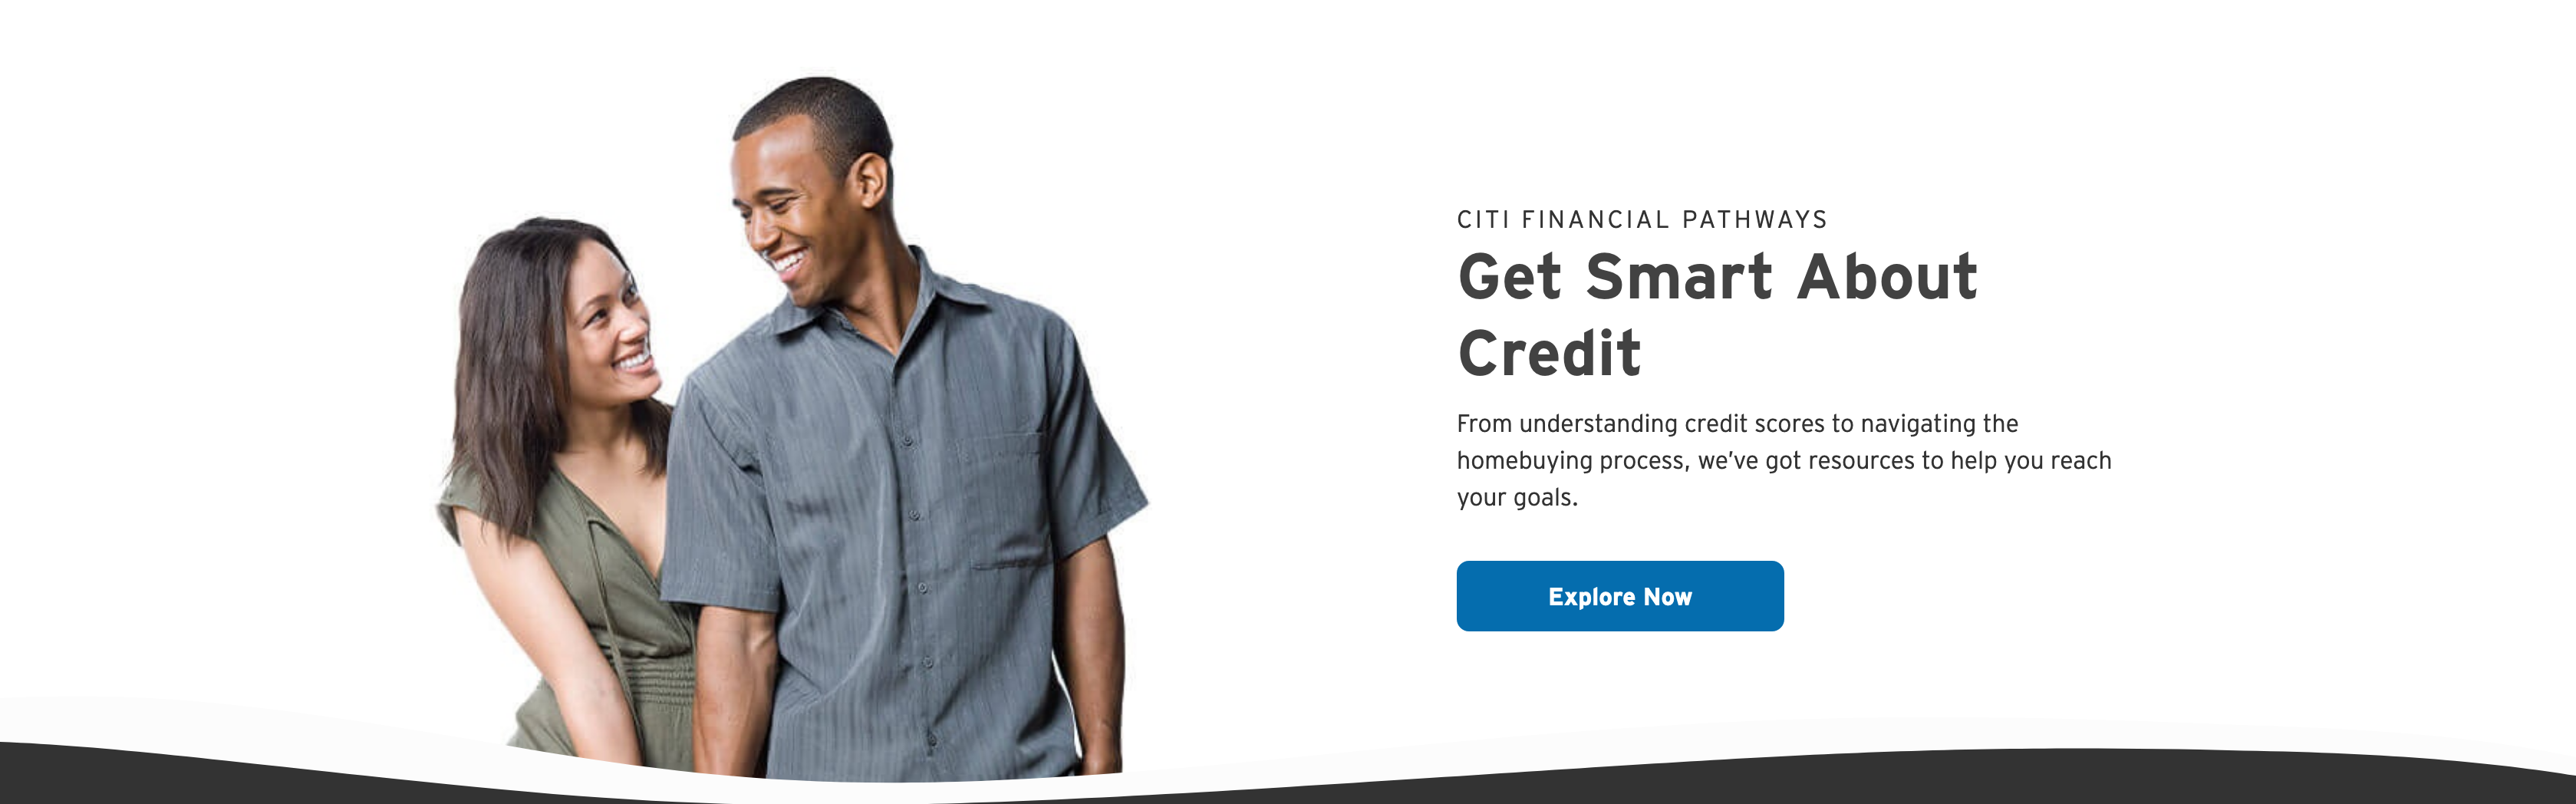 CITI FINANCIAL PATHWAYS
Get Smart About
Credit
From understanding credit scores to navigating the
homebuying process, we’ve got resources to help you reach
your goals.
Explore Now